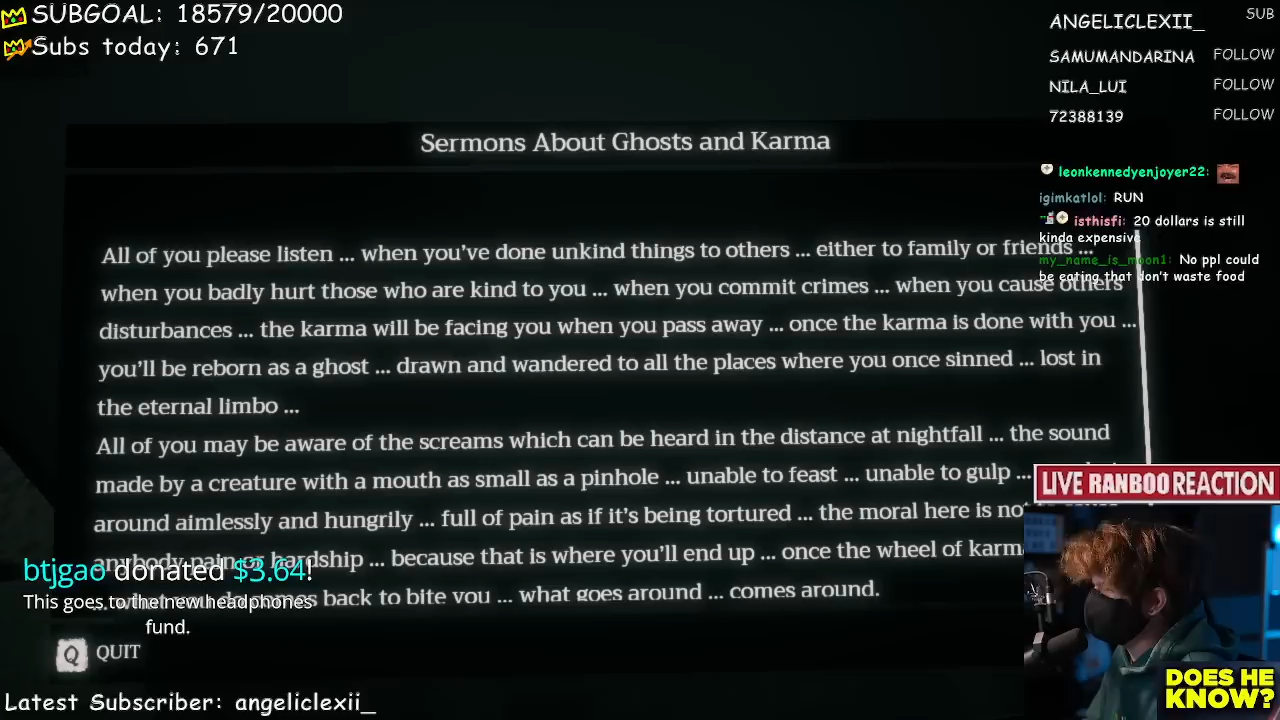 SUBGOAL: 18579/20000
Subs today: 671
ANGELICLEXII_ SUB
SAMUMANDARINA FOLLOW
NILA_LUI FOLLOW
72388139 FOLLOW
Sermons About Ghosts and Karma
leonkennedyenjoyer22:
igimkatlol: RUN
isthisfi: 20 dollars is still
kinda expensive
my_name_is_moon1: No ppl could
be eating that don't waste food
All of you please listen ... when you've done unkind things to others ... either to family or friends ...
when you badly hurt those who are kind to you ... when you commit crimes ... when you cause others
disturbances ... the karma will be facing you when you pass away ... once the karma is done with you ...
you'll be reborn as a ghost ... drawn and wandered to all the places where you once sinned ... lost in
the eternal limbo ...
All of you may be aware of the screams which can be heard in the distance at nightfall ... the sound
made by a creature with a mouth as small as a pinhole ... unable to feast ... unable to gulp ...
around aimlessly and hungrily ... full of pain as if it's being tortured ... the moral here is not
anybody pain or hardship ... because that is where you'll end up ... once the wheel of karma
comes back to bite you ... what goes around ... comes around.
LIVE RANBOO REACTION
btjgao donated $3.64!
This goes to the new headphones
fund.
Q QUIT
Latest Subscriber: angeliclexii_
DOES HE
KNOW?